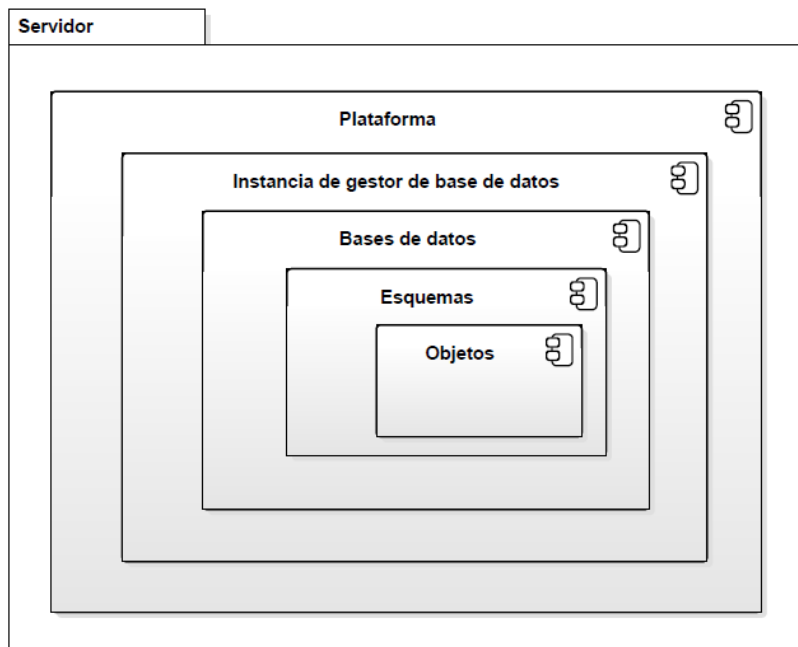 Servidor
Plataforma
Instancia de gestor de base de datos
Bases de datos
Esquemas
Objetos